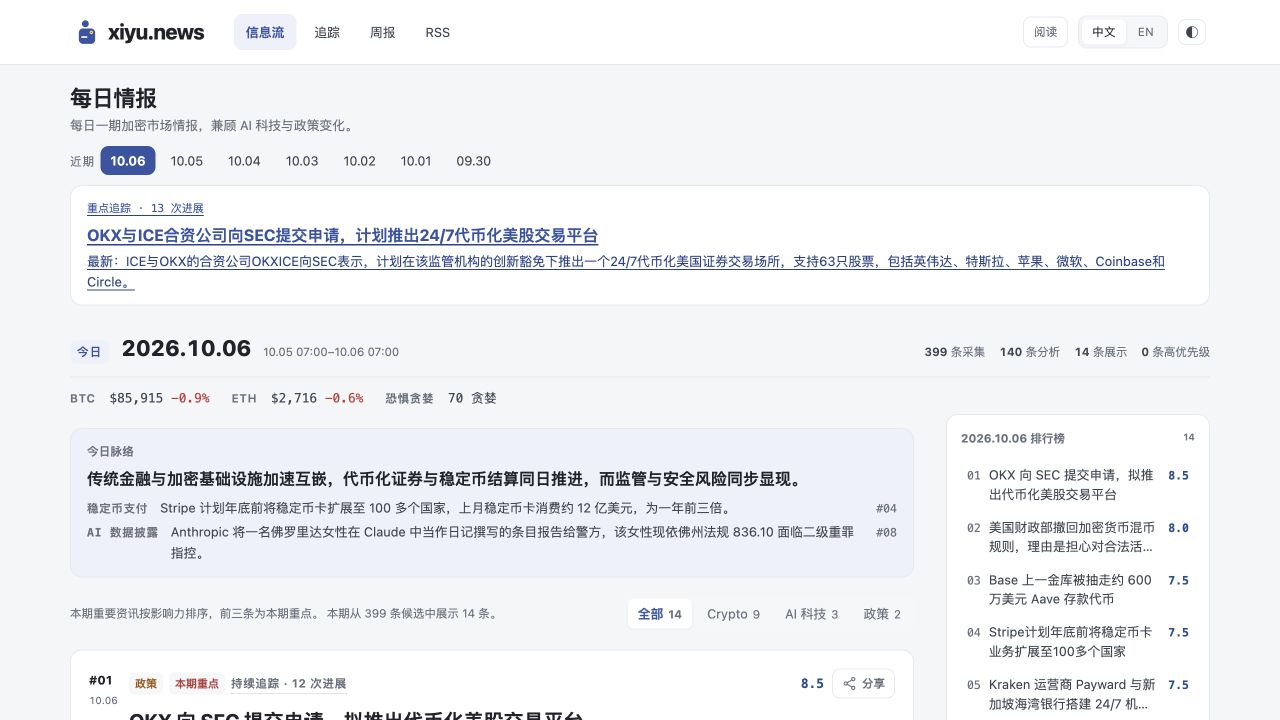 xiyu.news 信息流 追踪 周报 RSS 阅读 中文 EN
每日情报
每日一期加密市场情报，兼顾 AI 科技与政策变化。
近期 10.06 10.05 10.04 10.03 10.02 10.01 09.30
重点追踪 · 13 次进展
OKX与ICE合资公司向SEC提交申请，计划推出24/7代币化美股交易平台
最新：ICE与OKX的合资公司OKXICE向SEC表示，计划在该监管机构的创新豁免下推出一个24/7代币化美国证券交易场所，支持63只股票，包括英伟达、特斯拉、苹果、微软、Coinbase和
Circle。
今日 2026.10.06 10.05 07:00–10.06 07:00 399 条采集 140 条分析 14 条展示 0 条高优先级
BTC $85,915 −0.9% ETH $2,716 −0.6% 恐惧贪婪 70 贪婪
今日脉络
传统金融与加密基础设施加速互嵌，代币化证券与稳定币结算同日推进，而监管与安全风险同步显现。
稳定币支付 Stripe 计划年底前将稳定币卡扩展至 100 多个国家，上月稳定币卡消费约 12 亿美元，为一年前三倍。 #04
AI 数据披露 Anthropic 将一名佛罗里达女性在 Claude 中当作日记撰写的条目报告给警方，该女性现依佛州法规 836.10 面临二级重罪 #08
指控。
本期重要资讯按影响力排序，前三条为本期重点。 本期从 399 条候选中展示 14 条。 全部 14 Crypto 9 AI 科技 3 政策 2
#01 政策 本期重点 持续追踪 · 12 次进展 8.5 分享
10.06
OKX 向 SEC 提交申请，拟推出代币化美股交易平台
2026.10.06 排行榜 14
01 OKX 向 SEC 提交申请，拟推 8.5
出代币化美股交易平台
02 美国财政部撤回加密货币混币 8.0
规则，理由是担心对合法活…
03 Base 上一金库被抽走约 600 7.5
万美元 Aave 存款代币
04 Stripe计划年底前将稳定币卡 7.5
业务扩展至100多个国家
05 Kraken 运营商 Payward 与新 7.5
加坡海湾银行搭建 24/7 机…